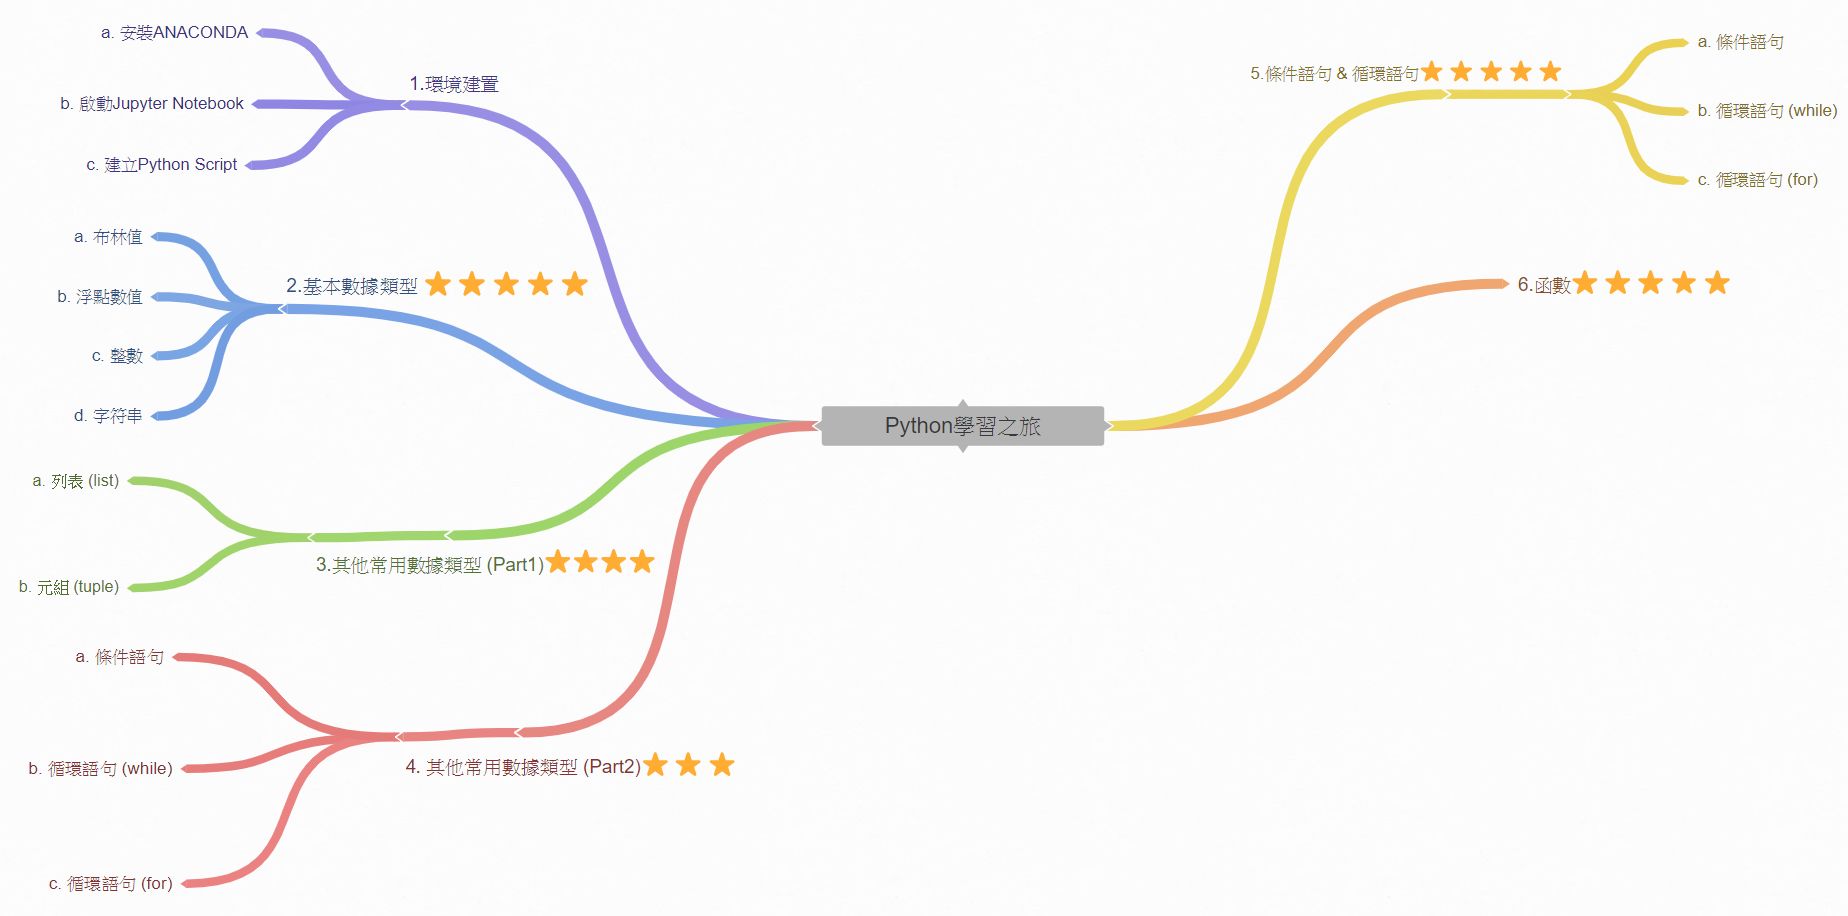 Python學習之旅
1.環境建置
a. 安裝ANACONDA
b. 啟動Jupyter Notebook
c. 建立Python Script
2.基本數據類型
a. 布林值
b. 浮點數值
c. 整數
d. 字符串
3.其他常用數據類型 (Part1)
a. 列表 (list)
b. 元組 (tuple)
4. 其他常用數據類型 (Part2)
a. 條件語句
b. 循環語句 (while)
c. 循環語句 (for)
5.條件語句 & 循環語句
a. 條件語句
b. 循環語句 (while)
c. 循環語句 (for)
6.函數